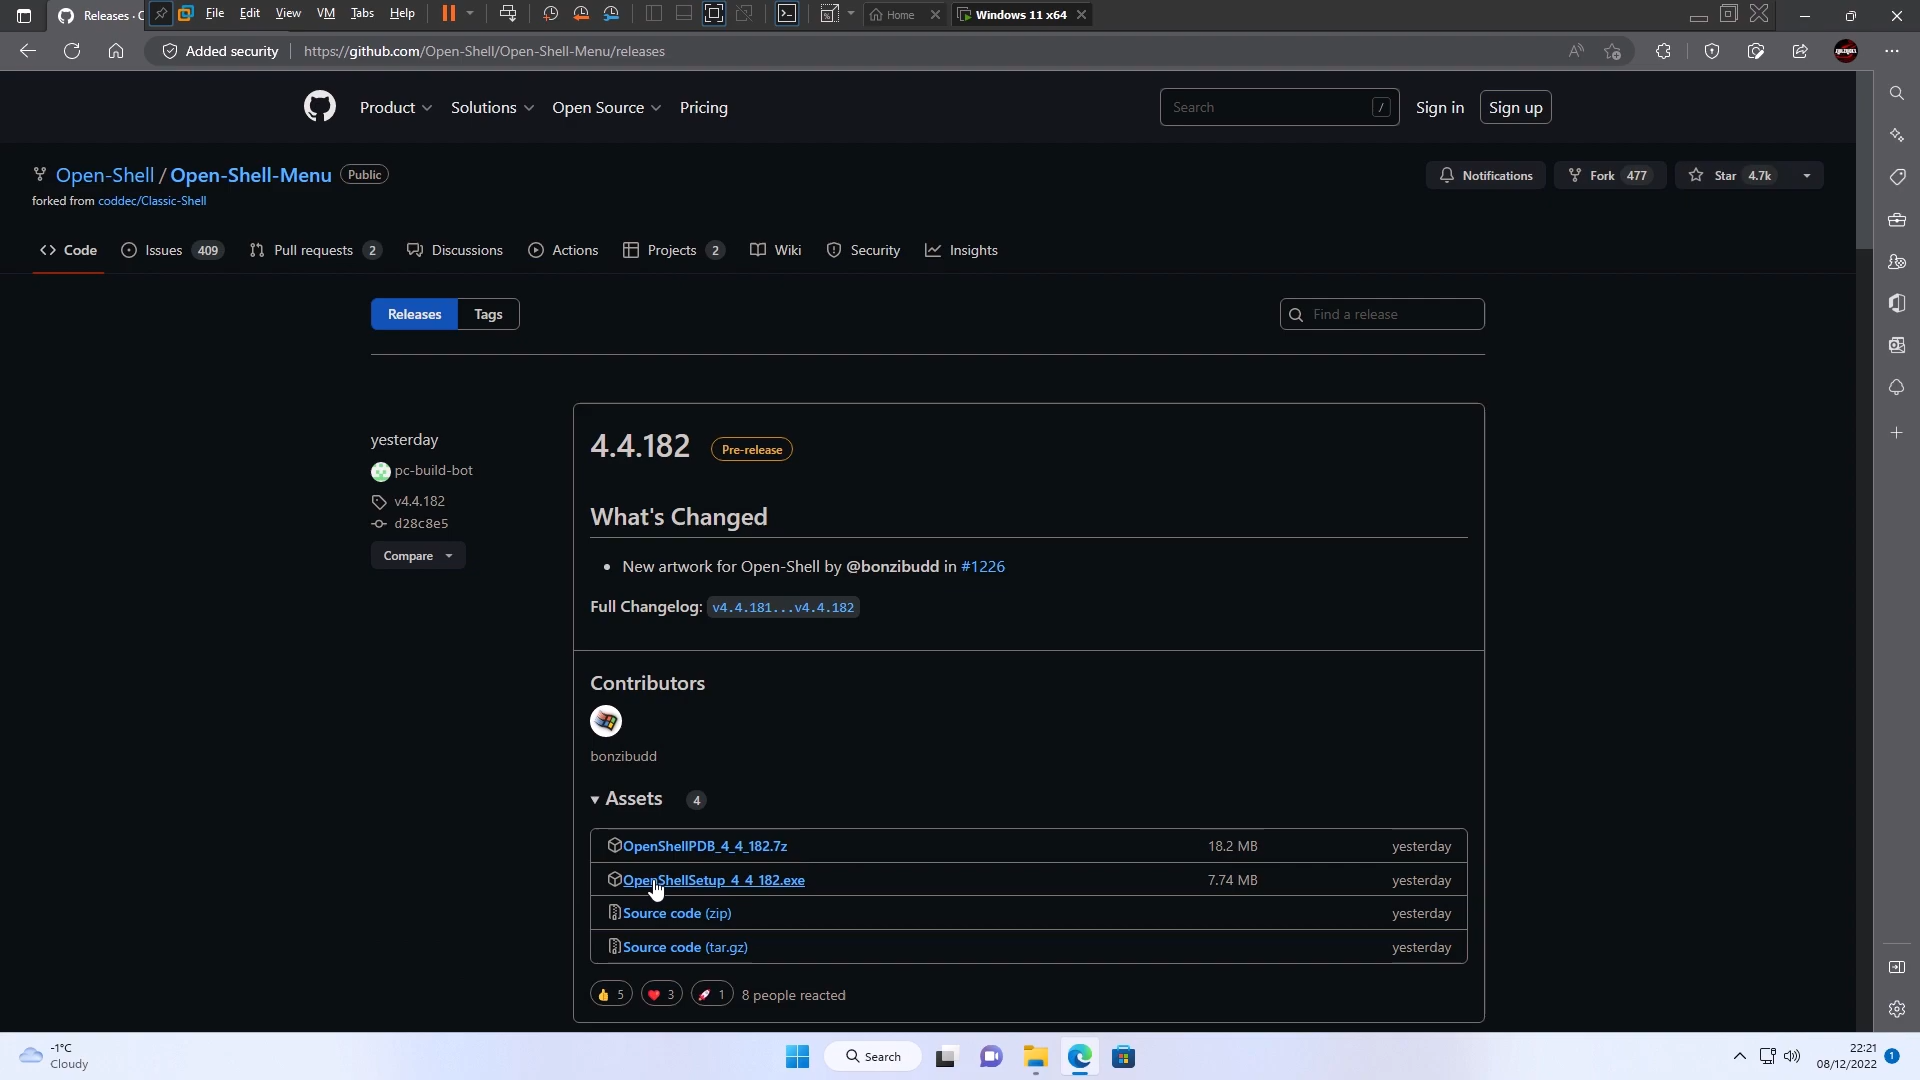 Releases - C
File Edit View VM Tabs Help
Home
Windows 11 x64
Added security
https://github.com/Open-Shell/Open-Shell-Menu/releases
Product Solutions Open Source Pricing
Search /
Sign in
Sign up
Open-Shell / Open-Shell-Menu Public
Notifications
Fork 477
Star 4.7k
forked from coddec/Classic-Shell
Code Issues 409 Pull requests 2 Discussions Actions Projects 2 Wiki Security Insights
Releases Tags
Find a release
yesterday
pc-build-bot
v4.4.182
d28c8e5
Compare
4.4.182 Pre-release
What's Changed
New artwork for Open-Shell by @bonzibudd in #1226
Full Changelog: v4.4.181...v4.4.182
Contributors
bonzibudd
Assets 4
OpenShellPDB_4_4_182.7z 18.2 MB yesterday
OpenShellSetup_4_4_182.exe 7.74 MB yesterday
Source code (zip) yesterday
Source code (tar.gz) yesterday
5 3 1 8 people reacted
-1°C
Cloudy
Search
22:21
08/12/2022
1